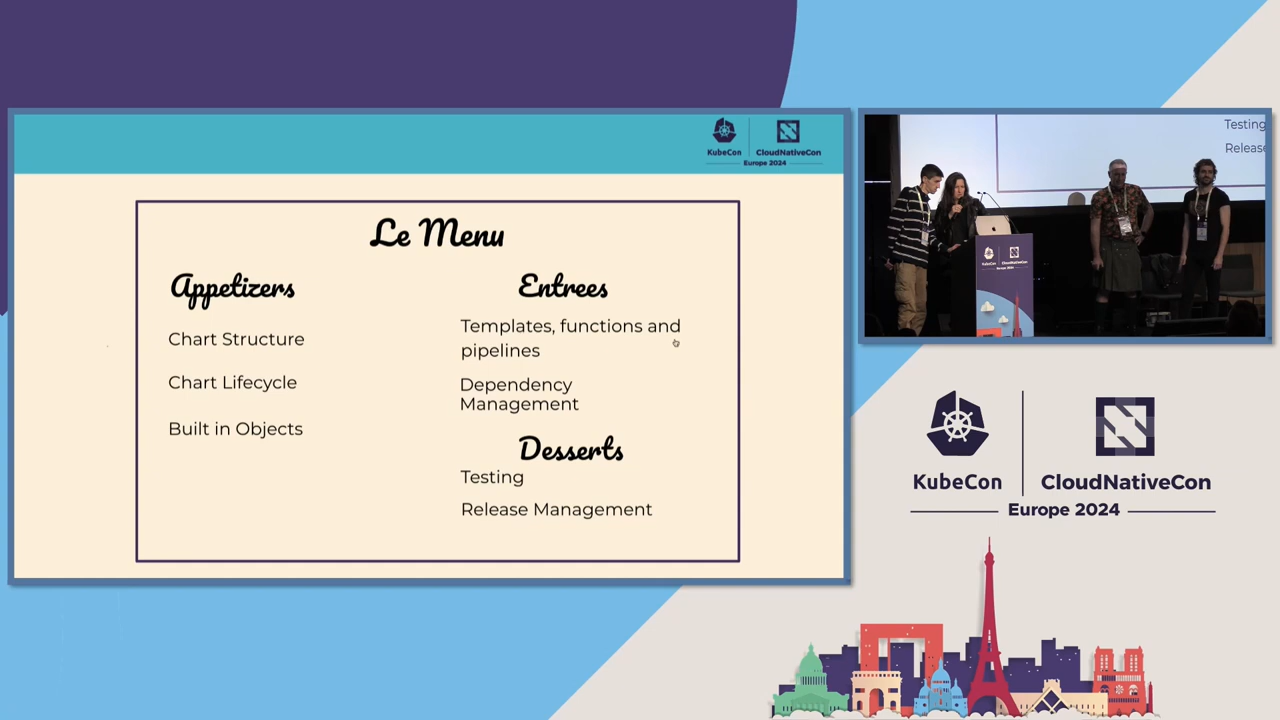 KubeCon
CloudNativeCon
Europe 2024
Le Menu
Appetizers
Chart Structure
Chart Lifecycle
Built in Objects
Entrees
Templates, functions and
pipelines
Dependency
Management
Desserts
Testing
Release Management
Testing
Release
KubeCon
CloudNativeCon
Europe 2024